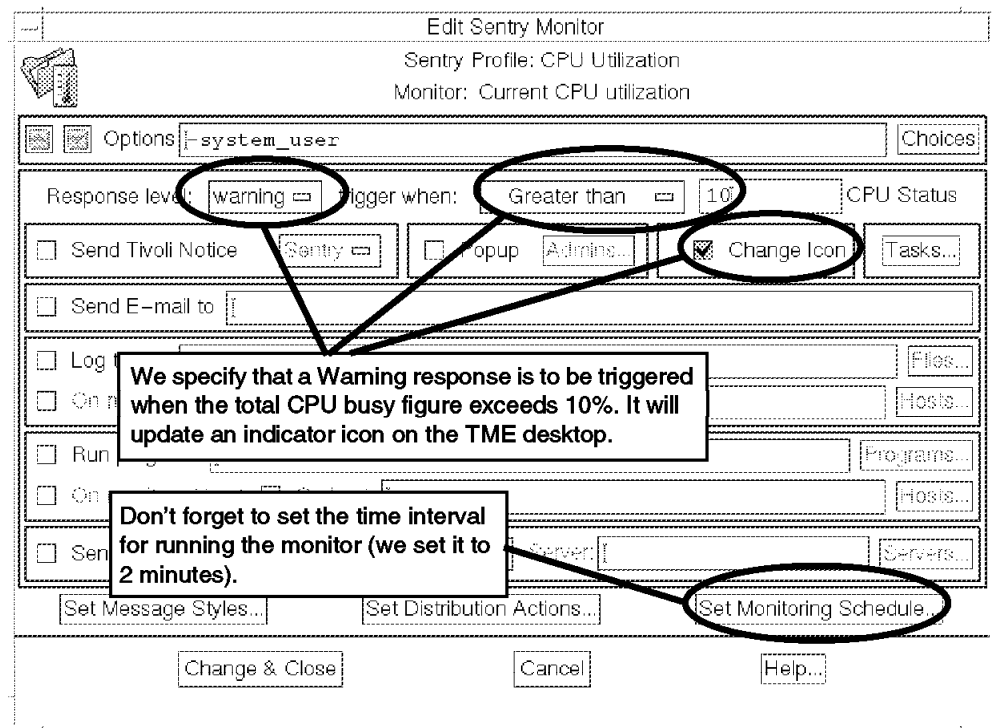 Edit Sentry Monitor
Sentry Profile: CPU Utilization
Monitor: Current CPU utilization
Options -system_user Choices
Response level: warning trigger when: Greater than 10 CPU Status
Send Tivoli Notice Sentry Popup Admins... Change Icon Tasks...
Send E-mail to
Log Files...
We specify that a Warning response is to be triggered
when the total CPU busy figure exceeds 10%. It will
update an indicator icon on the TME desktop.
On Hosts...
Run Programs...
On Hosts...
Don't forget to set the time interval
for running the monitor (we set it to
2 minutes).
Server: Servers...
Set Message Styles... Set Distribution Actions... Set Monitoring Schedule...
Change & Close Cancel Help...